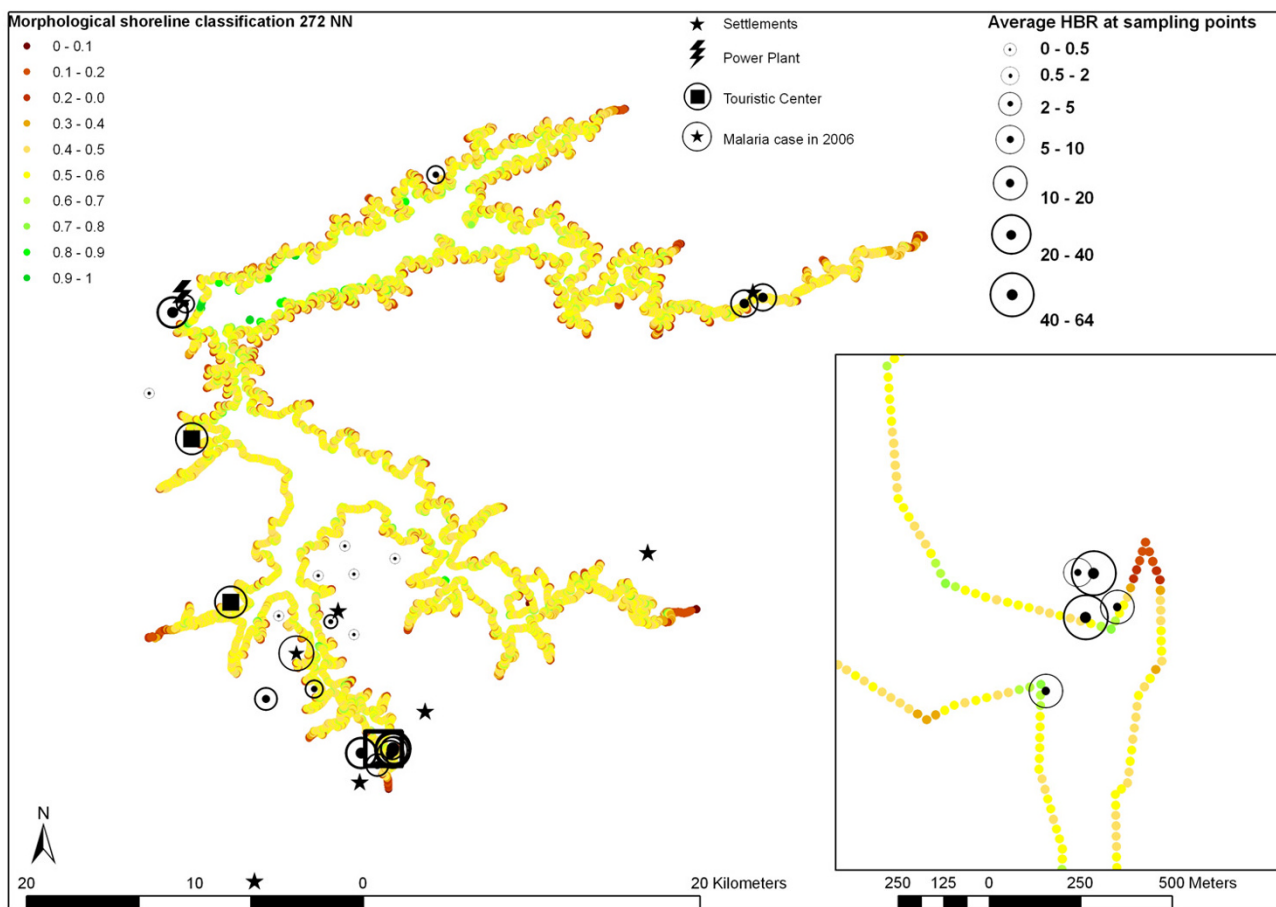 Morphological shoreline classification 272 NN
0 - 0.1
0.1 - 0.2
0.2 - 0.0
0.3 - 0.4
0.4 - 0.5
0.5 - 0.6
0.6 - 0.7
0.7 - 0.8
0.8 - 0.9
0.9 - 1
Settlements
Power Plant
Touristic Center
Malaria case in 2006
Average HBR at sampling points
0 - 0.5
0.5 - 2
2 - 5
5 - 10
10 - 20
20 - 40
40 - 64
N
20 10 0 20 Kilometers
250 125 0 250 500 Meters